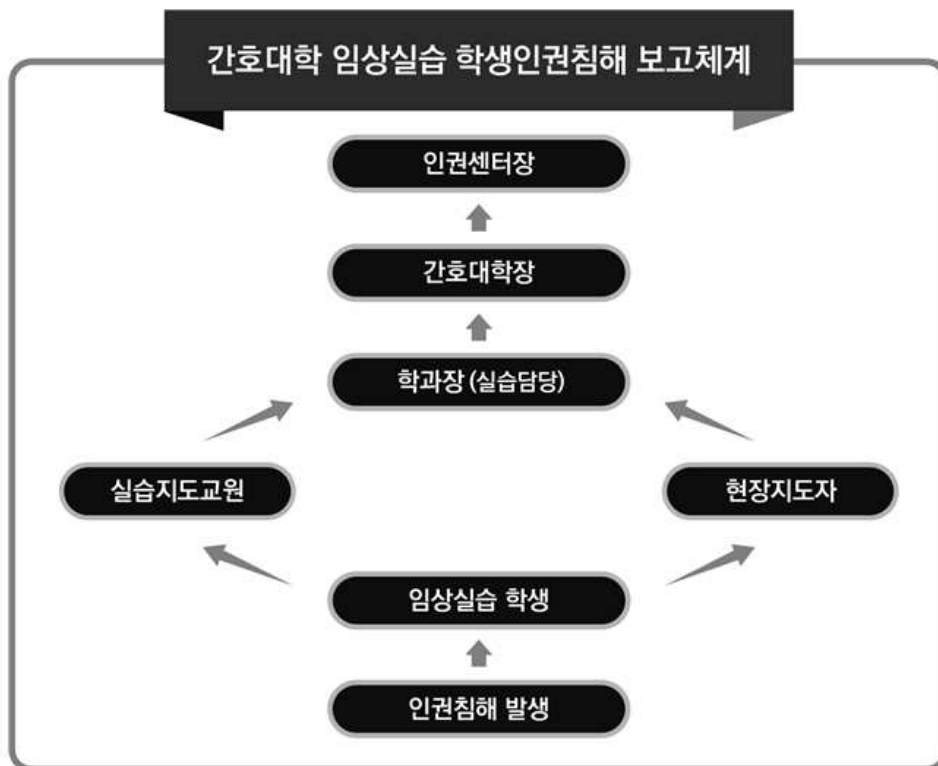 간호대학 임상실습 학생인권침해 보고체계
인권센터장
간호대학장
학과장 (실습담당)
실습지도교원
현장지도자
임상실습 학생
인권침해 발생